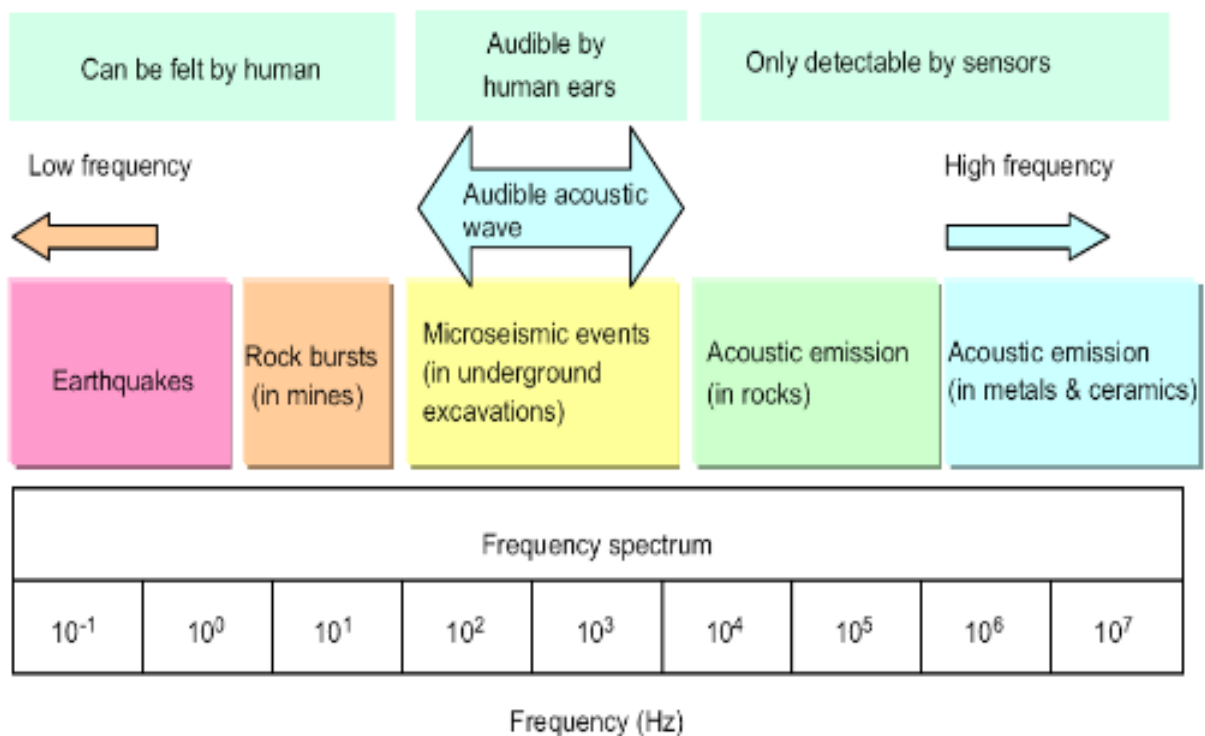 Can be felt by human
Audible by
human ears
Only detectable by sensors
Low frequency
Audible acoustic
wave
High frequency
Earthquakes
Rock bursts
(in mines)
Microseismic events
(in underground
excavations)
Acoustic emission
(in rocks)
Acoustic emission
(in metals & ceramics)
Frequency spectrum
10⁻¹ 10⁰ 10¹ 10² 10³ 10⁴ 10⁵ 10⁶ 10⁷
Frequency (Hz)